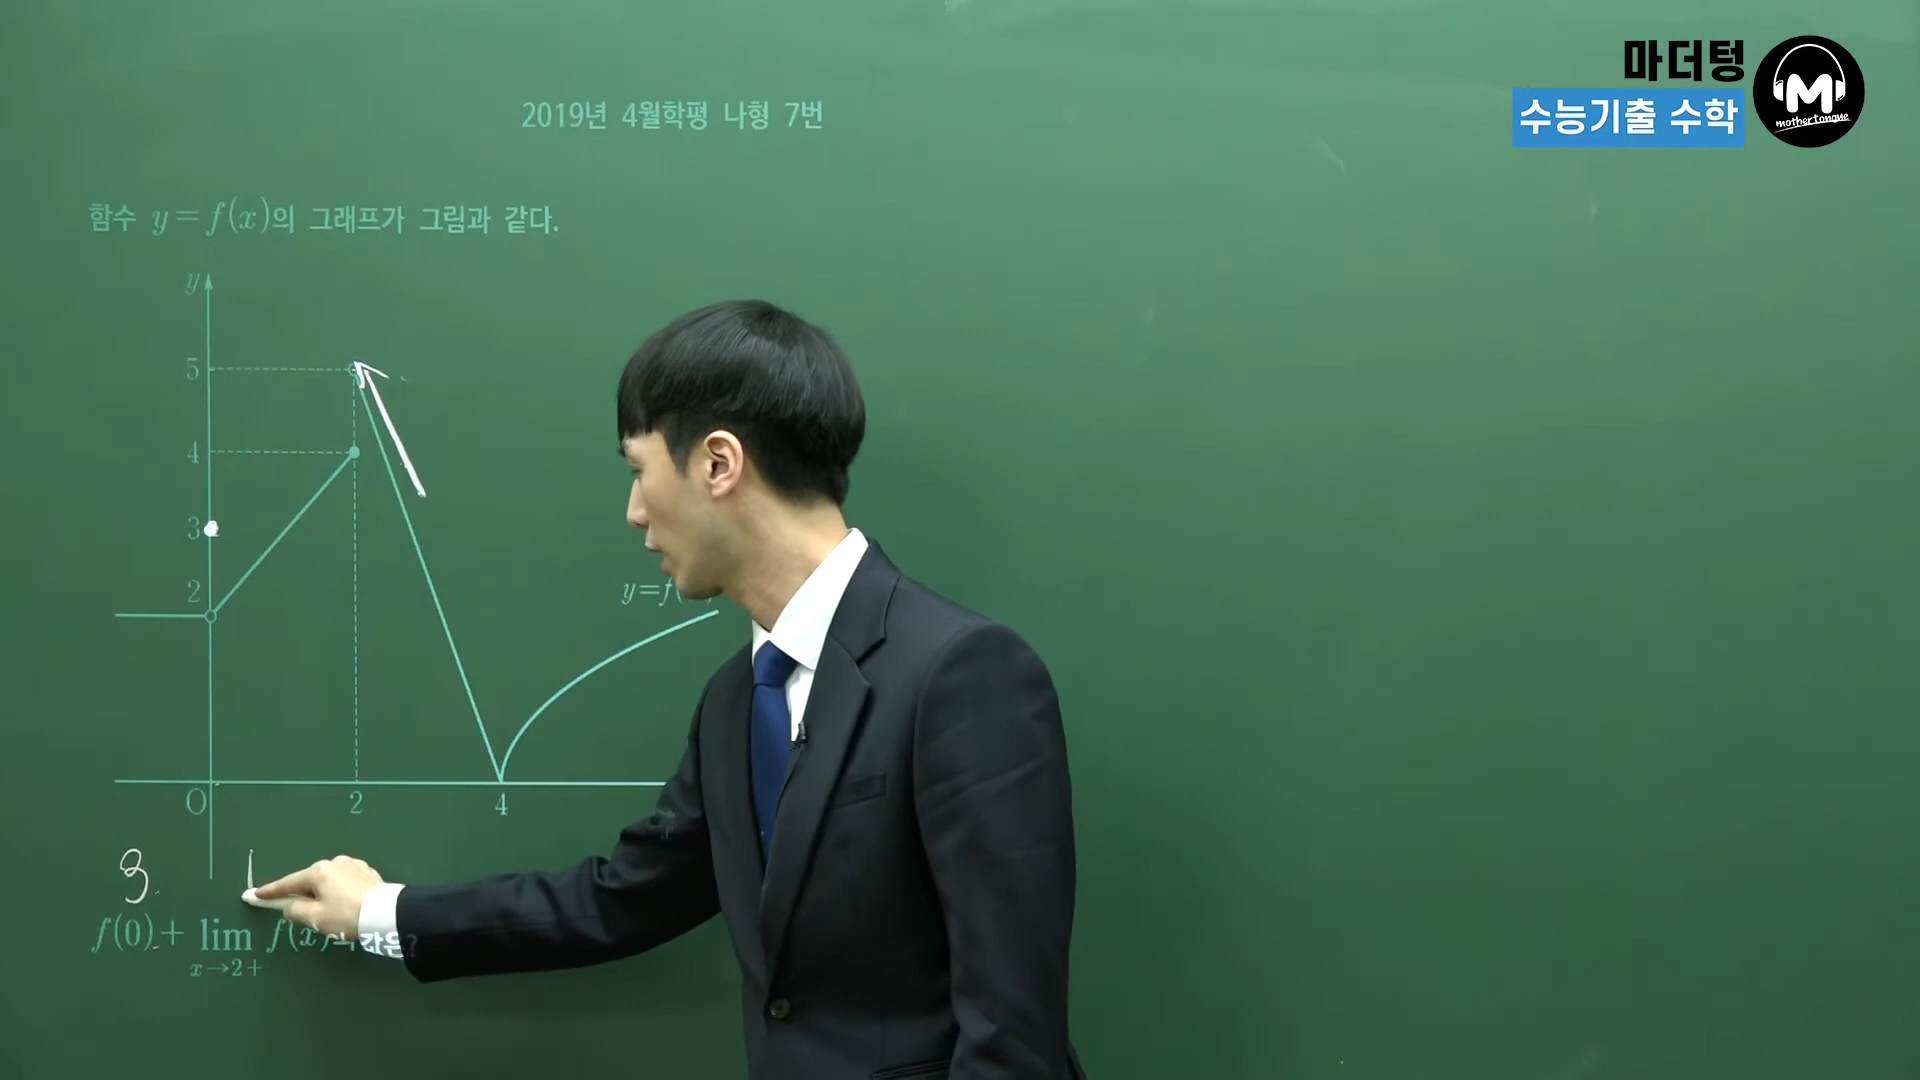 마더텅
수능기출 수학
mothertongue
2019년 4월학평 나형 7번
함수 y=f(x)의 그래프가 그림과 같다.
y
5
4
3
2
y=f(
O
2
4
3
f(0)+ lim f(x) 값은?
x→2+